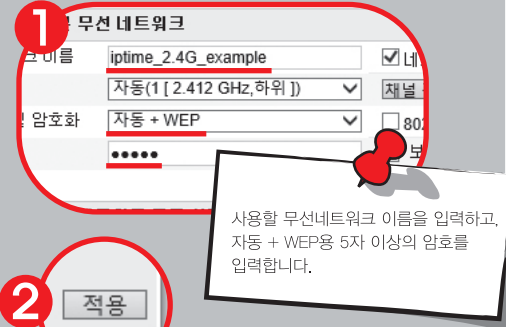 1
무선 네트워크
이름 iptime_2.4G_example
자동(1 [ 2.412 GHz,하위 ]) 채널
암호화 자동 + WEP 802
●●●●● 보
사용할 무선네트워크 이름을 입력하고,
자동 + WEP용 5자 이상의 암호를
입력합니다.
2
적용